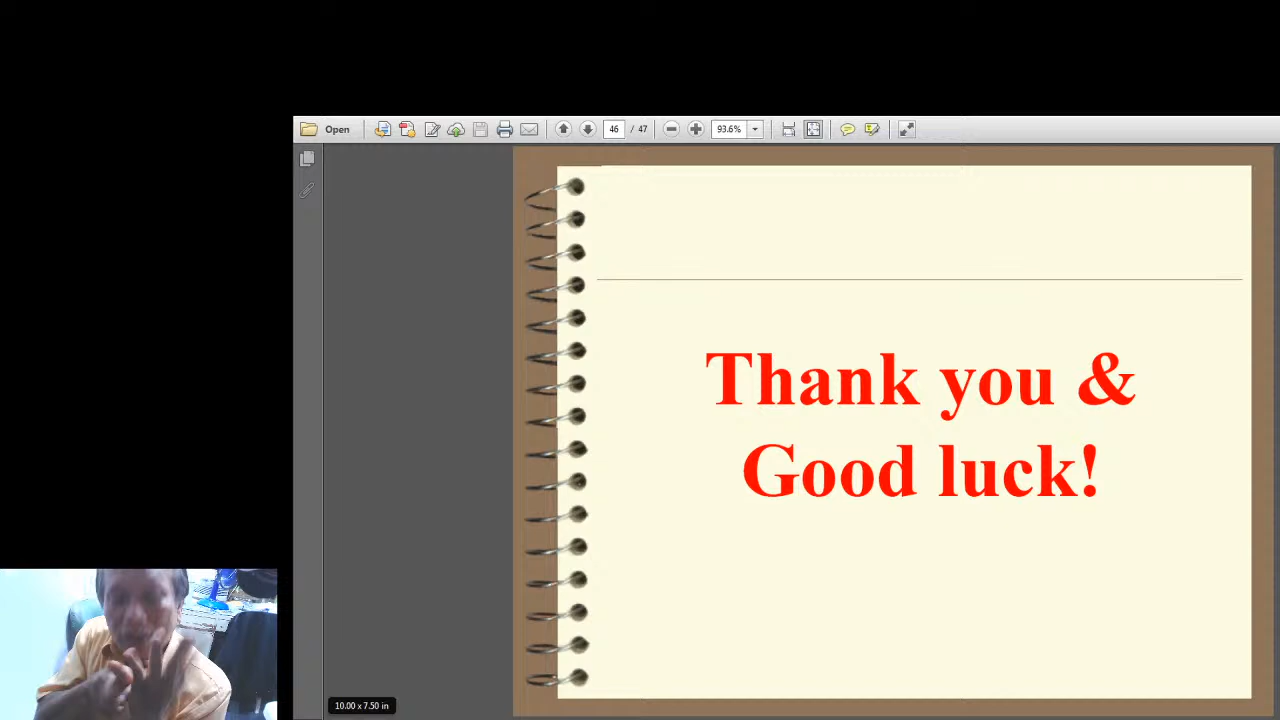 Open
46 / 47
93.6%
Thank you &
Good luck!
10.00 x 7.50 in